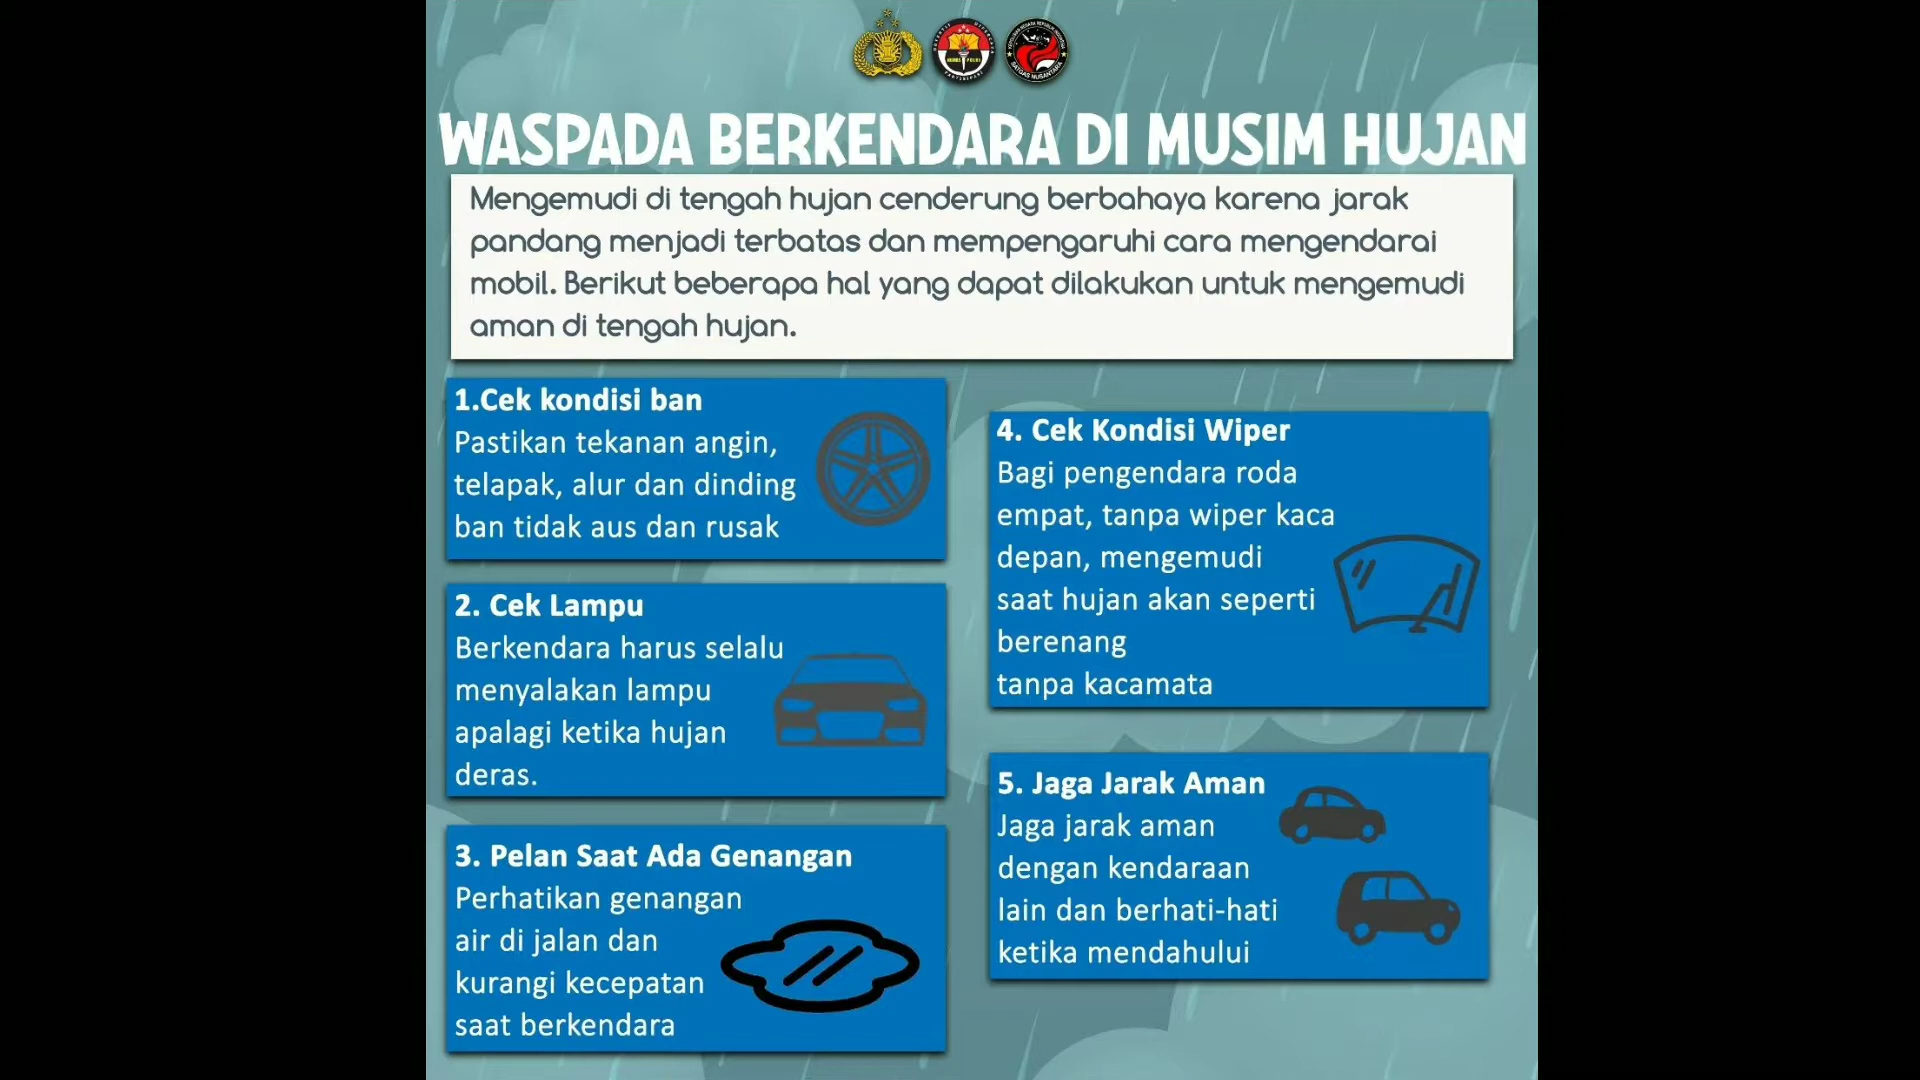 WASPADA BERKENDARA DI MUSIM HUJAN
Mengemudi di tengah hujan cenderung berbahaya karena jarak
pandang menjadi terbatas dan mempengaruhi cara mengendarai
mobil. Berikut beberapa hal yang dapat dilakukan untuk mengemudi
aman di tengah hujan.
1.Cek kondisi ban
Pastikan tekanan angin,
telapak, alur dan dinding
ban tidak aus dan rusak
2. Cek Lampu
Berkendara harus selalu
menyalakan lampu
apalagi ketika hujan
deras.
3. Pelan Saat Ada Genangan
Perhatikan genangan
air di jalan dan
kurangi kecepatan
saat berkendara
4. Cek Kondisi Wiper
Bagi pengendara roda
empat, tanpa wiper kaca
depan, mengemudi
saat hujan akan seperti
berenang
tanpa kacamata
5. Jaga Jarak Aman
Jaga jarak aman
dengan kendaraan
lain dan berhati-hati
ketika mendahului